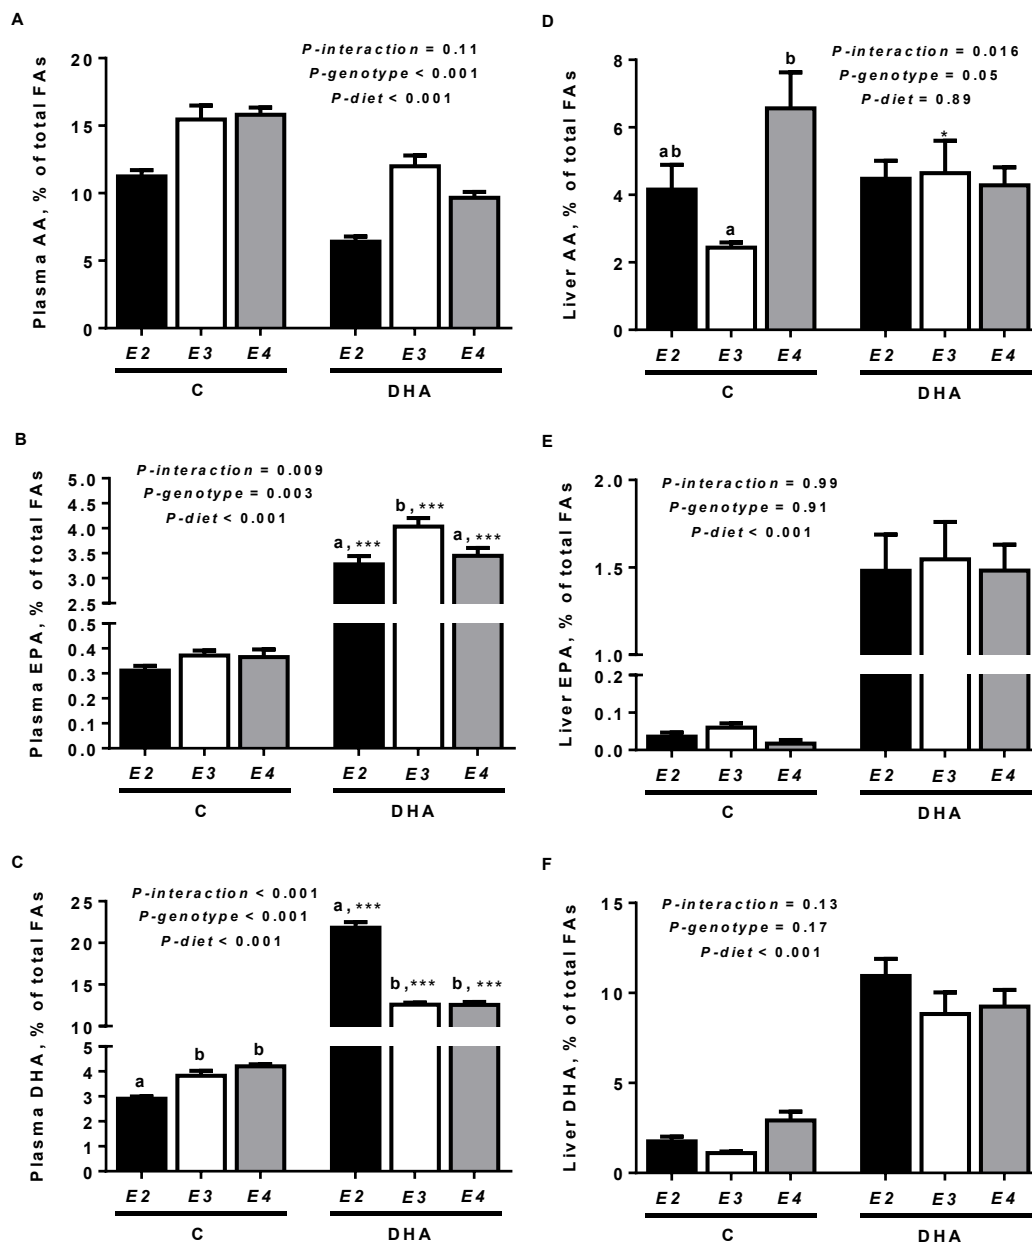 A
P-interaction = 0.11
P-genotype < 0.001
P-diet < 0.001
Plasma AA, % of total FAs
20
15
10
5
0
E2 E3 E4 E2 E3 E4
C DHA
B
P-interaction = 0.009
P-genotype = 0.003
P-diet < 0.001
Plasma EPA, % of total FAs
5.0
4.5
4.0
3.5
3.0
2.5
0.5
0.4
0.3
0.2
0.1
0.0
a, *** b, *** a, ***
E2 E3 E4 E2 E3 E4
C DHA
C
P-interaction < 0.001
P-genotype < 0.001
P-diet < 0.001
Plasma DHA, % of total FAs
25
20
15
10
5
4
3
2
1
0
a b b a, *** b,*** b, ***
E2 E3 E4 E2 E3 E4
C DHA
D
P-interaction = 0.016
P-genotype = 0.05
P-diet = 0.89
Liver AA, % of total FAs
8
6
4
2
0
ab a b *
E2 E3 E4 E2 E3 E4
C DHA
E
P-interaction = 0.99
P-genotype = 0.91
P-diet < 0.001
Liver EPA, % of total FAs
2.0
1.5
1.0
0.2
0.1
0.0
E2 E3 E4 E2 E3 E4
C DHA
F
P-interaction = 0.13
P-genotype = 0.17
P-diet < 0.001
Liver DHA, % of total FAs
15
10
5
0
E2 E3 E4 E2 E3 E4
C DHA